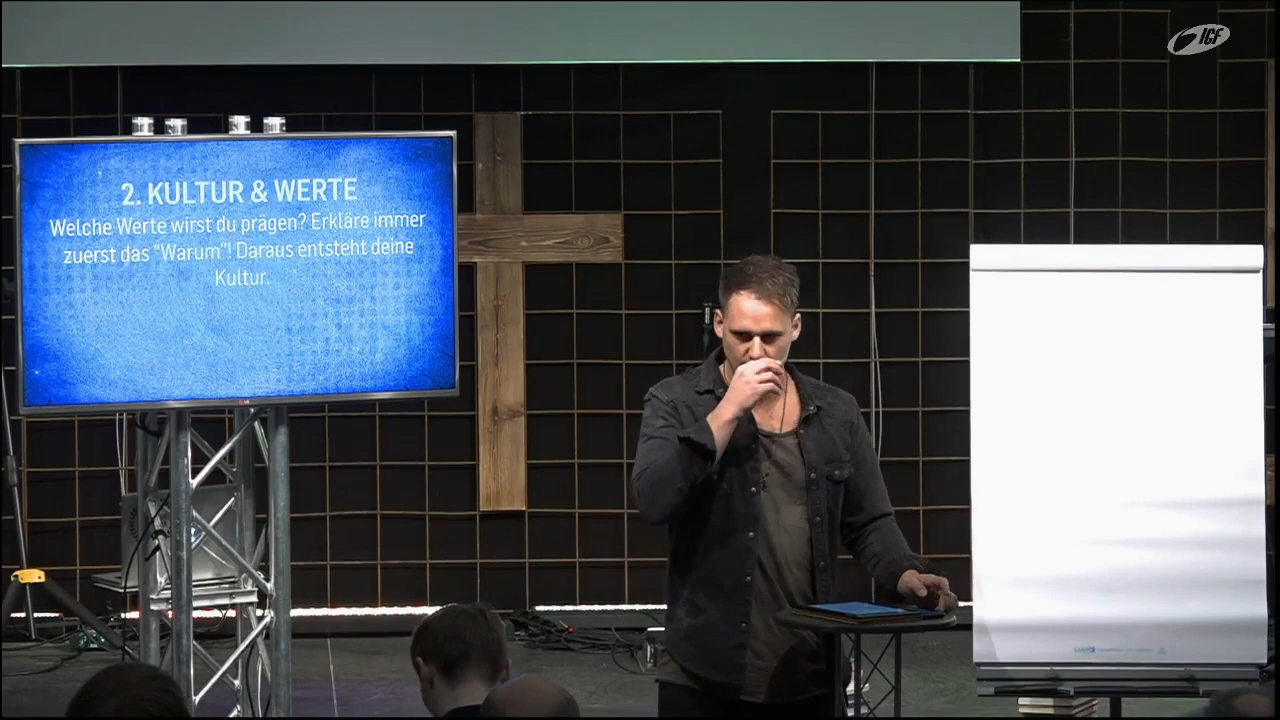 ICF
2. KULTUR & WERTE
Welche Werte wirst du prägen? Erkläre immer
zuerst das "Warum"! Daraus entsteht deine
Kultur.